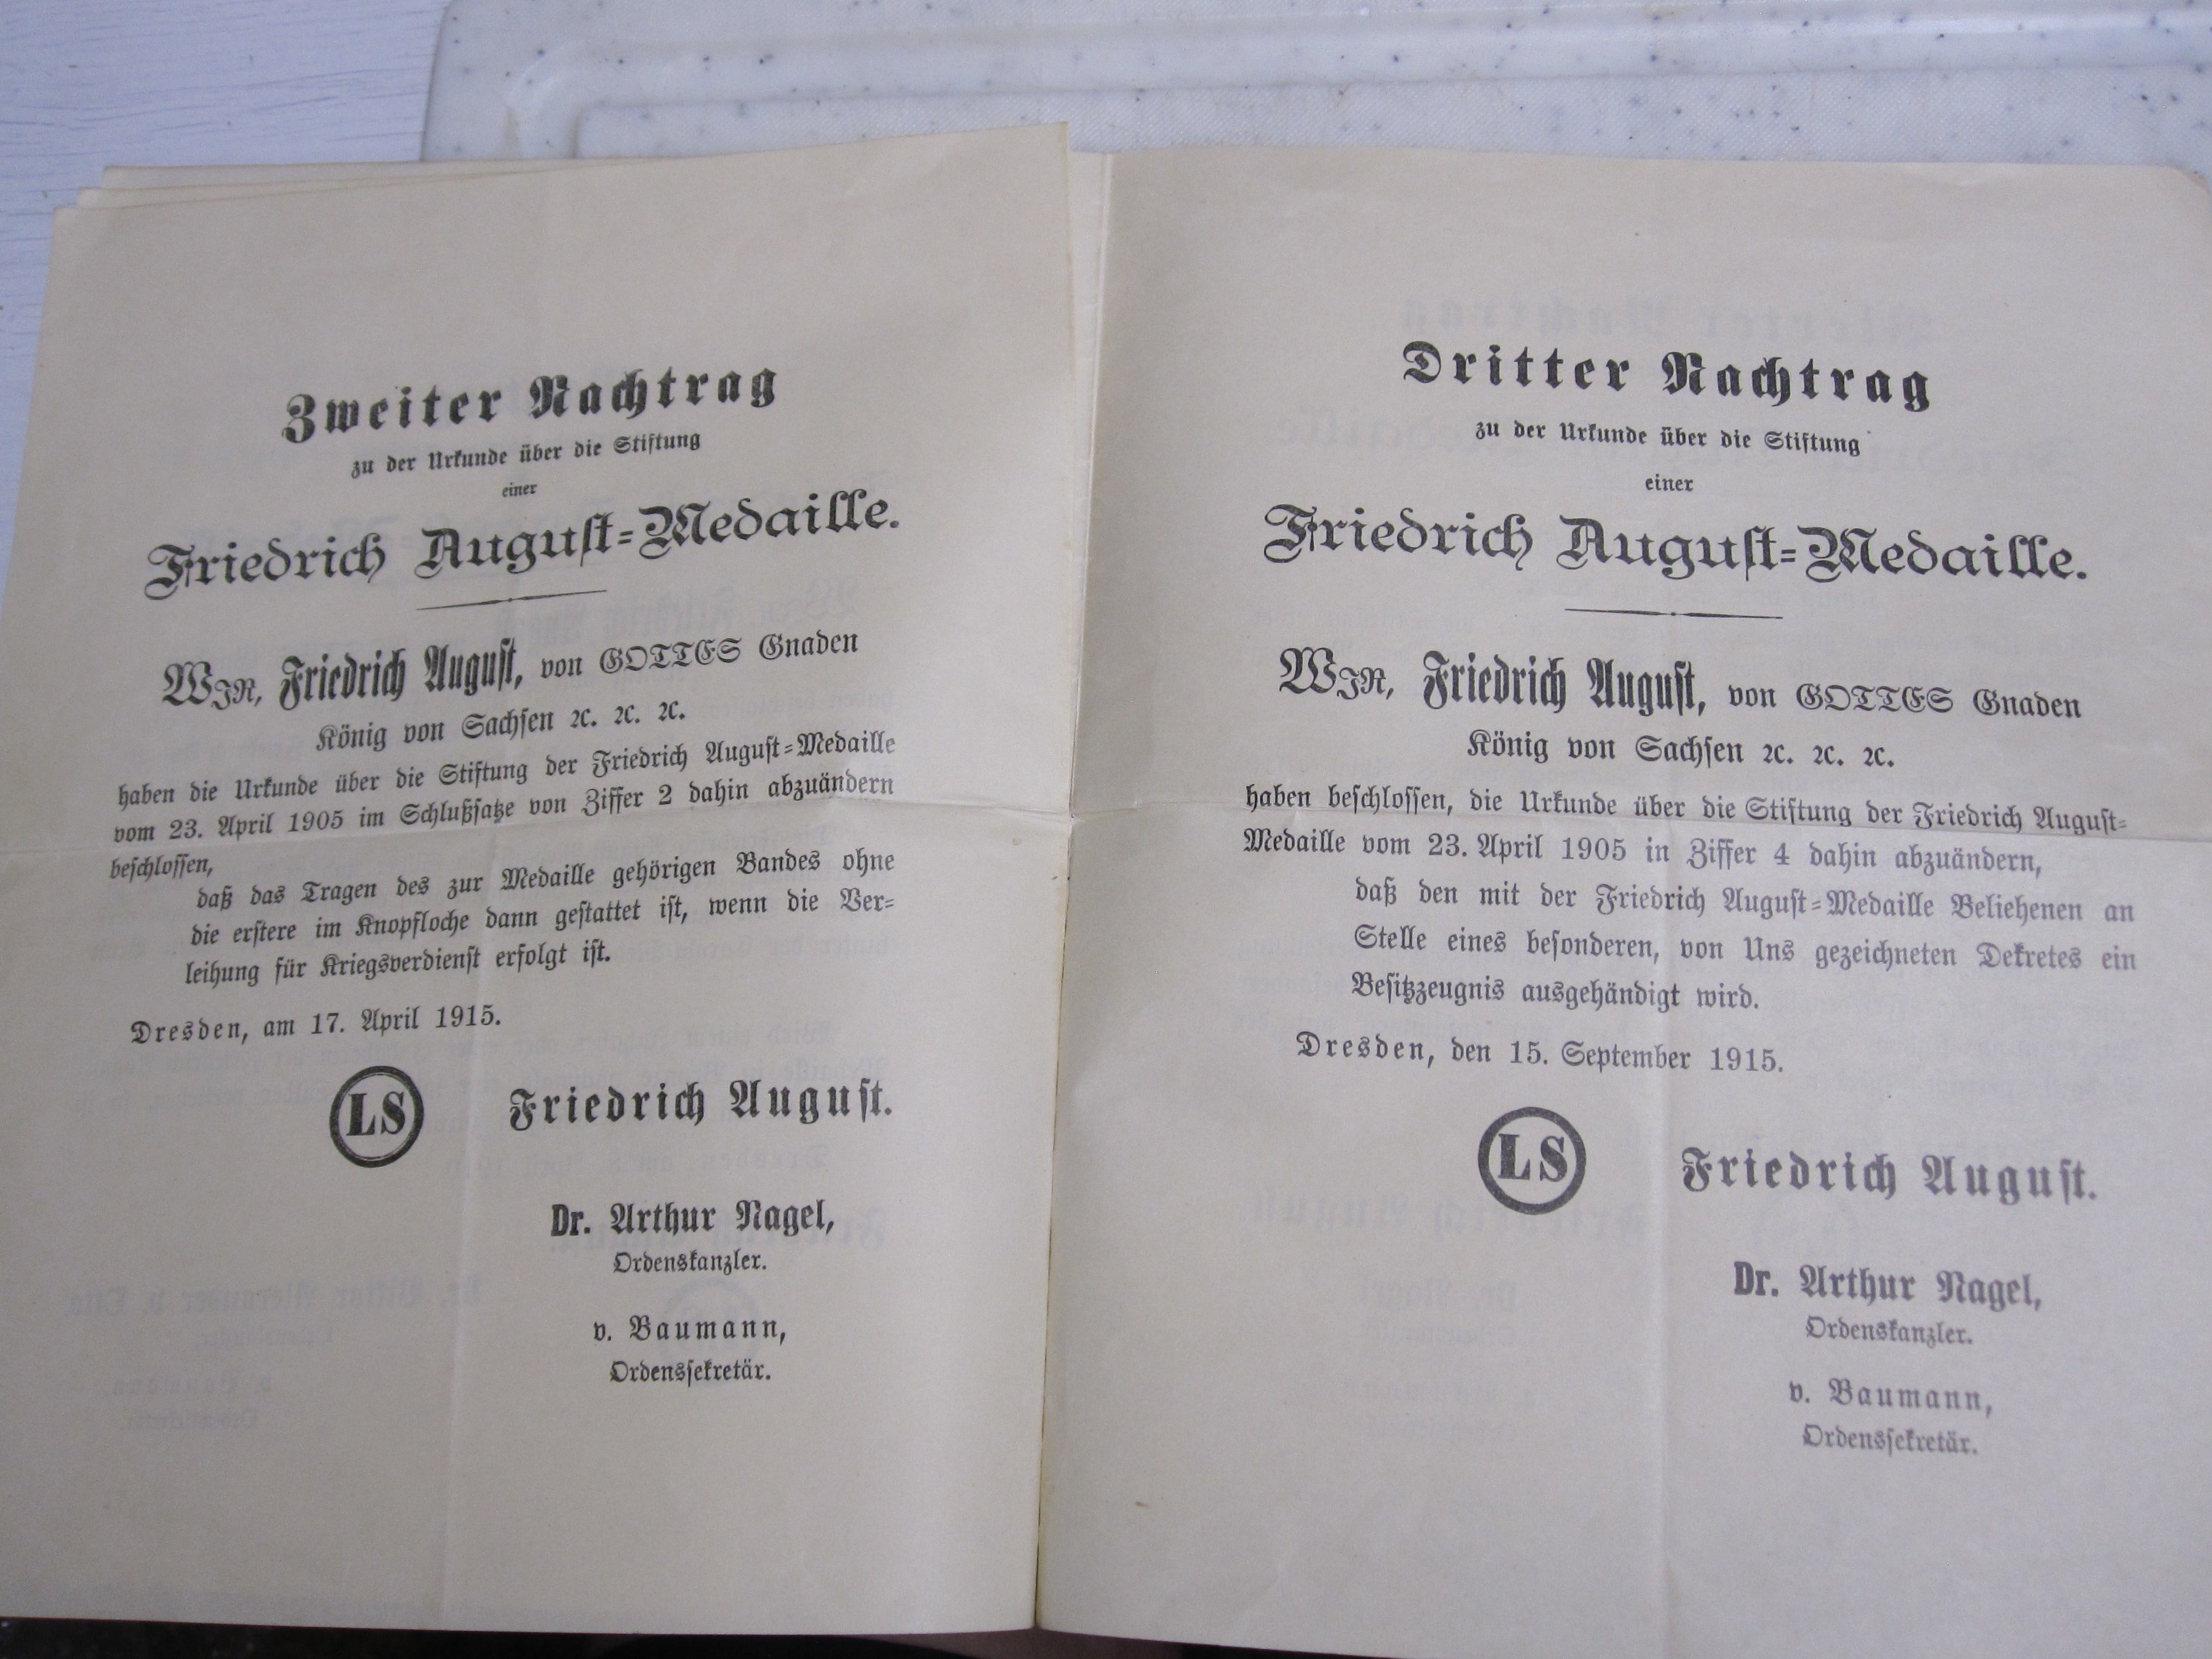 Zweiter Nachtrag
zu der Urkunde über die Stiftung
einer
Friedrich August=Medaille.
WIR, Friedrich August, von GOTTES Gnaden
König von Sachsen ꝛc. ꝛc. ꝛc.
haben die Urkunde über die Stiftung der Friedrich August=Medaille
vom 23. April 1905 im Schlußsatze von Ziffer 2 dahin abzuändern
beschlossen,
daß das Tragen des zur Medaille gehörigen Bandes ohne
die erstere im Knopfloche dann gestattet ist, wenn die Ver=
leihung für Kriegsverdienst erfolgt ist.
Dresden, am 17. April 1915.
LS Friedrich August.
Dr. Arthur Nagel,
Ordenskanzler.
v. Baumann,
Ordenssekretär.
Dritter Nachtrag
zu der Urkunde über die Stiftung
einer
Friedrich August=Medaille.
WIR, Friedrich August, von GOTTES Gnaden
König von Sachsen ꝛc. ꝛc. ꝛc.
haben beschlossen, die Urkunde über die Stiftung der Friedrich August=
Medaille vom 23. April 1905 in Ziffer 4 dahin abzuändern,
daß den mit der Friedrich August=Medaille Beliehenen an
Stelle eines besonderen, von Uns gezeichneten Dekretes ein
Besitzzeugnis ausgehändigt wird.
Dresden, den 15. September 1915.
LS Friedrich August.
Dr. Arthur Nagel,
Ordenskanzler.
v. Baumann,
Ordenssekretär.